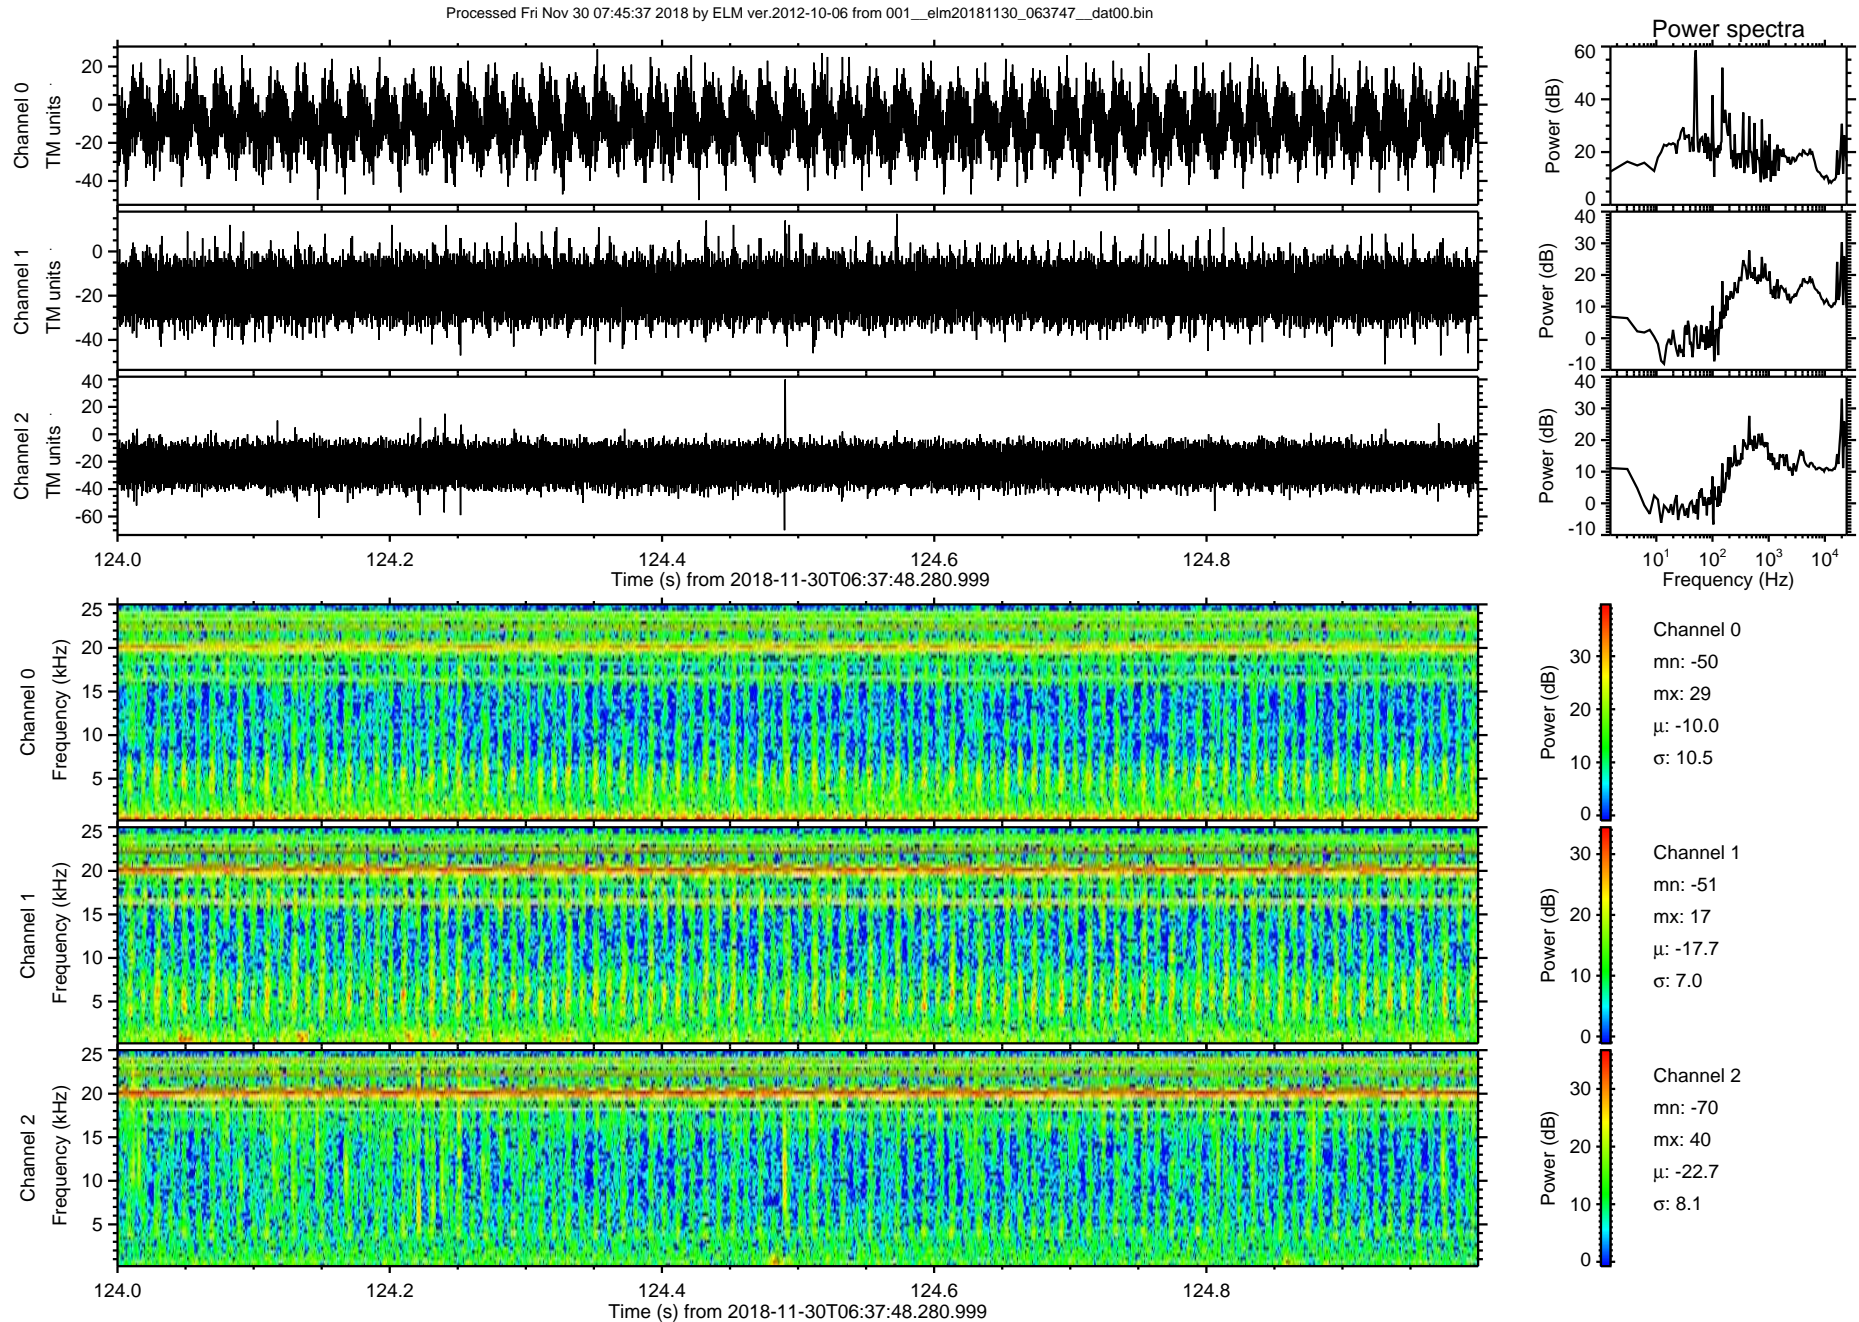 Processed Fri Nov 30 07:45:37 2018 by ELM ver.2012-10-06 from 001__elm20181130_063747__dat00.bin
Power spectra
Channel 0
TM units
20
0
-20
-40
Power (dB)
60
40
20
0
Channel 1
TM units
0
-20
-40
Power (dB)
40
30
20
10
0
-10
Channel 2
TM units
40
20
0
-20
-40
-60
Power (dB)
40
30
20
10
0
-10
124.0 124.2 124.4 124.6 124.8
Time (s) from 2018-11-30T06:37:48.280.999
10¹ 10² 10³ 10⁴
Frequency (Hz)
Channel 0
Frequency (kHz)
25
20
15
10
5
Power (dB)
30
20
10
0
Channel 0
mn: -50
mx: 29
μ: -10.0
σ: 10.5
Channel 1
Frequency (kHz)
25
20
15
10
5
Power (dB)
30
20
10
0
Channel 1
mn: -51
mx: 17
μ: -17.7
σ: 7.0
Channel 2
Frequency (kHz)
25
20
15
10
5
Power (dB)
30
20
10
0
Channel 2
mn: -70
mx: 40
μ: -22.7
σ: 8.1
124.0 124.2 124.4 124.6 124.8
Time (s) from 2018-11-30T06:37:48.280.999